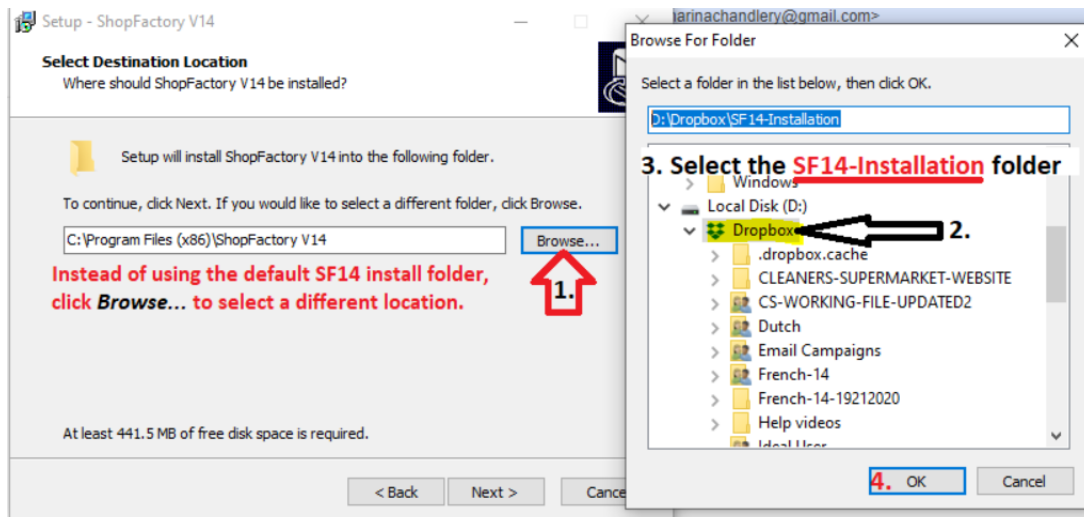 Setup - ShopFactory V14
Select Destination Location
Where should ShopFactory V14 be installed?
Setup will install ShopFactory V14 into the following folder.
To continue, click Next. If you would like to select a different folder, click Browse.
C:\Program Files (x86)\ShopFactory V14
Browse...
Instead of using the default SF14 install folder,
click Browse... to select a different location.
1.
At least 441.5 MB of free disk space is required.
< Back
Next >
Cance
arinachandlery@gmail.com>
Browse For Folder
Select a folder in the list below, then click OK.
D:\Dropbox\SF14-Installation
3. Select the SF14-Installation folder
Windows
Local Disk (D:)
Dropbox
2.
.dropbox.cache
CLEANERS-SUPERMARKET-WEBSITE
CS-WORKING-FILE-UPDATED2
Dutch
Email Campaigns
French-14
French-14-19212020
Help videos
Ideal User
4.
OK
Cancel